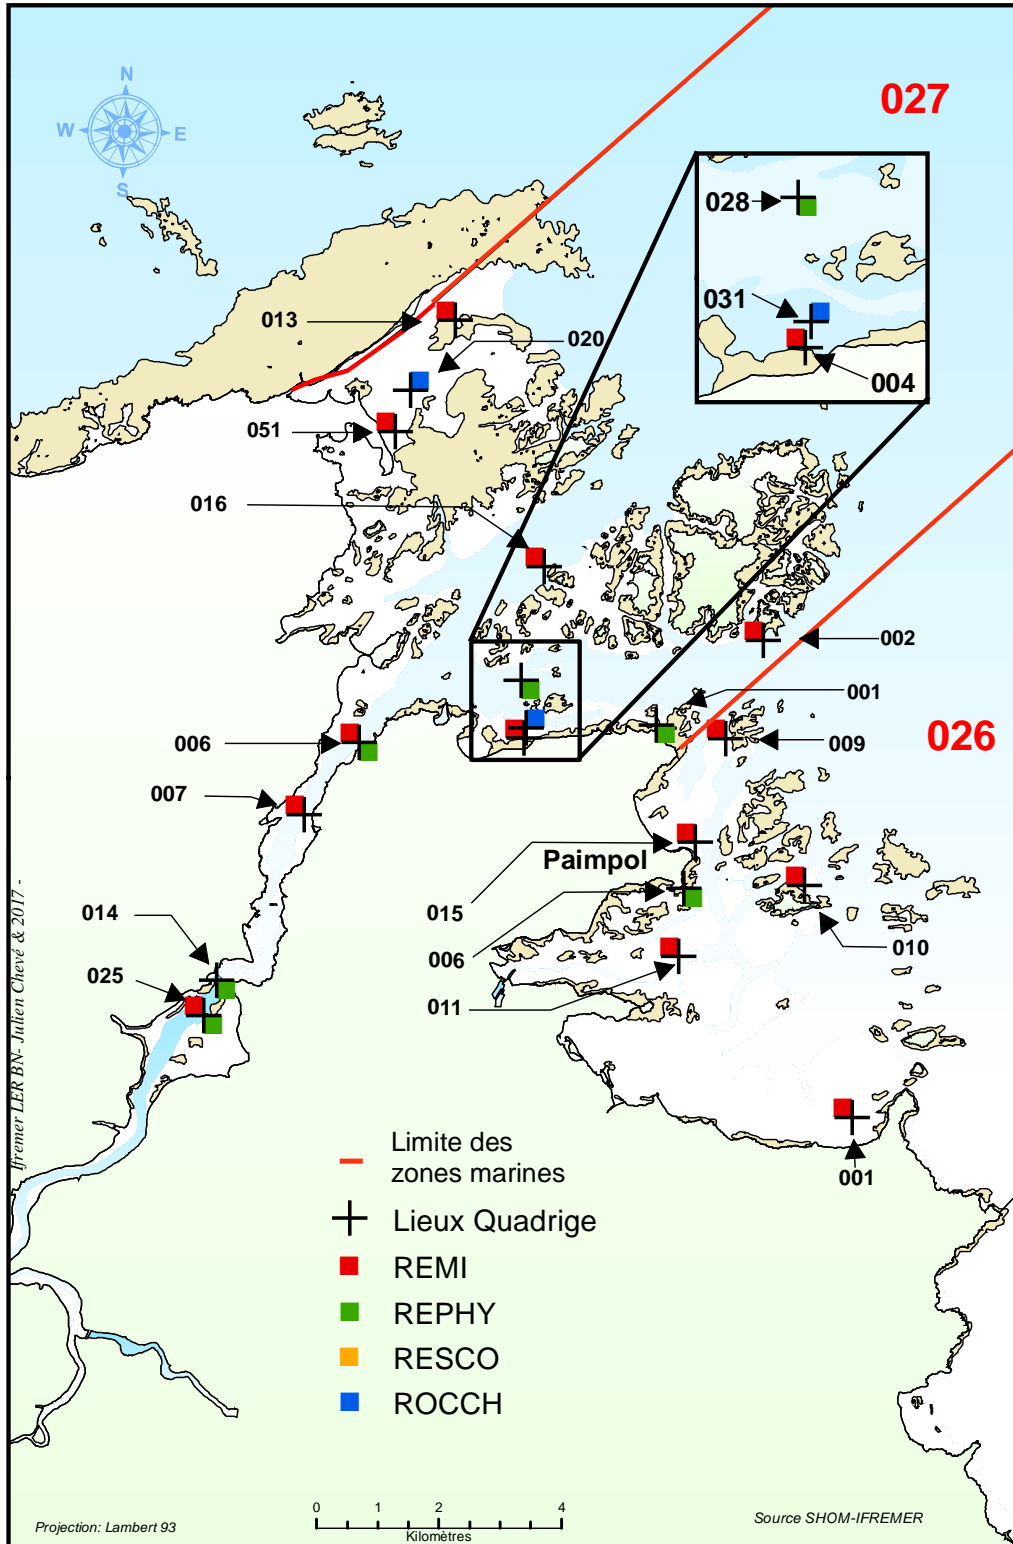 027
N
W
E
S
028
031
004
013
020
051
016
002
001
026
009
006
007
Paimpol
015
014
006
010
025
011
001
Ifremer LER BN- Julien Chevé & 2017 -
Limite des
zones marines
Lieux Quadrige
REMI
REPHY
RESCO
ROCCH
0 1 2 4
Kilomètres
Projection: Lambert 93
Source SHOM-IFREMER